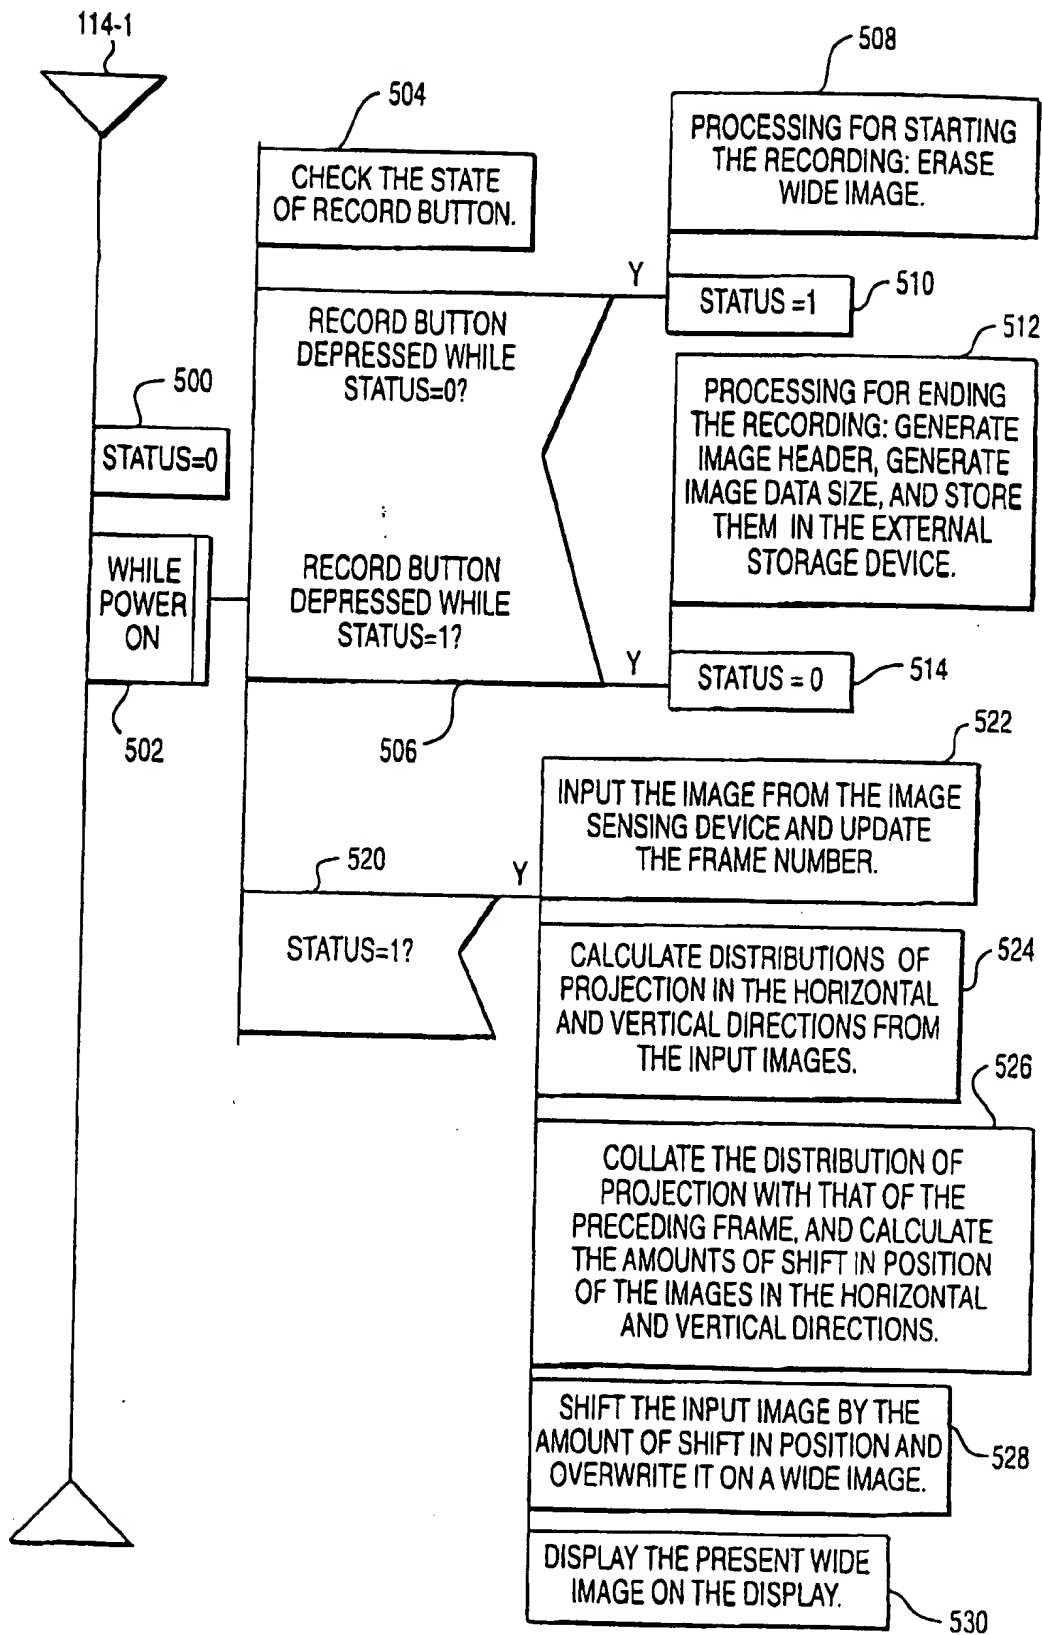 114-1
508
504
PROCESSING FOR STARTING
THE RECORDING: ERASE
WIDE IMAGE.
CHECK THE STATE
OF RECORD BUTTON.
Y
STATUS =1
510
RECORD BUTTON
DEPRESSED WHILE
STATUS=0?
512
500
STATUS=0
PROCESSING FOR ENDING
THE RECORDING: GENERATE
IMAGE HEADER, GENERATE
IMAGE DATA SIZE, AND STORE
THEM IN THE EXTERNAL
STORAGE DEVICE.
WHILE
POWER
ON
502
RECORD BUTTON
DEPRESSED WHILE
STATUS=1?
Y
STATUS = 0
514
506
522
INPUT THE IMAGE FROM THE IMAGE
SENSING DEVICE AND UPDATE
THE FRAME NUMBER.
520
Y
STATUS=1?
524
CALCULATE DISTRIBUTIONS OF
PROJECTION IN THE HORIZONTAL
AND VERTICAL DIRECTIONS FROM
THE INPUT IMAGES.
526
COLLATE THE DISTRIBUTION OF
PROJECTION WITH THAT OF THE
PRECEDING FRAME, AND CALCULATE
THE AMOUNTS OF SHIFT IN POSITION
OF THE IMAGES IN THE HORIZONTAL
AND VERTICAL DIRECTIONS.
SHIFT THE INPUT IMAGE BY THE
AMOUNT OF SHIFT IN POSITION AND
OVERWRITE IT ON A WIDE IMAGE.
528
DISPLAY THE PRESENT WIDE
IMAGE ON THE DISPLAY.
530